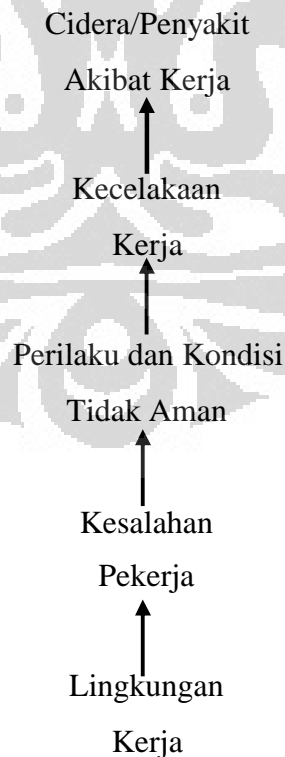 Cidera/Penyakit
Akibat Kerja
Kecelakaan
Kerja
Perilaku dan Kondisi
Tidak Aman
Kesalahan
Pekerja
Lingkungan
Kerja